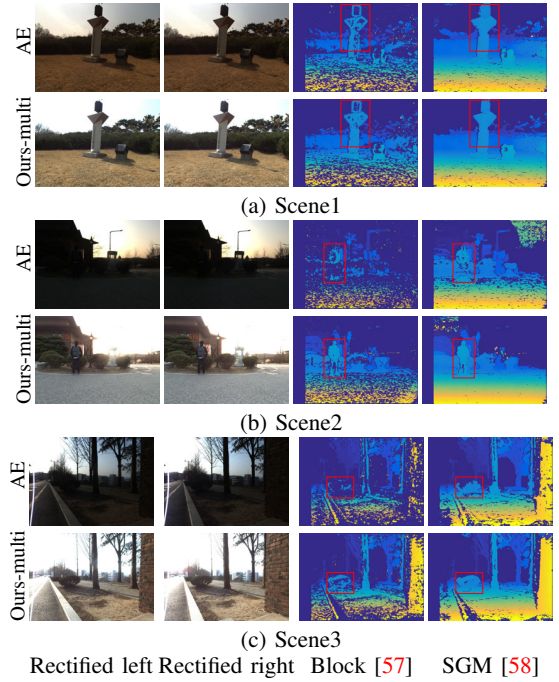 AE
Ours-multi
(a) Scene1
AE
Ours-multi
(b) Scene2
AE
Ours-multi
(c) Scene3
Rectified left Rectified right Block [57] SGM [58]